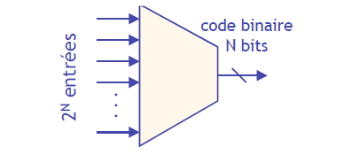 2ᴺ entrées
code binaire
N bits